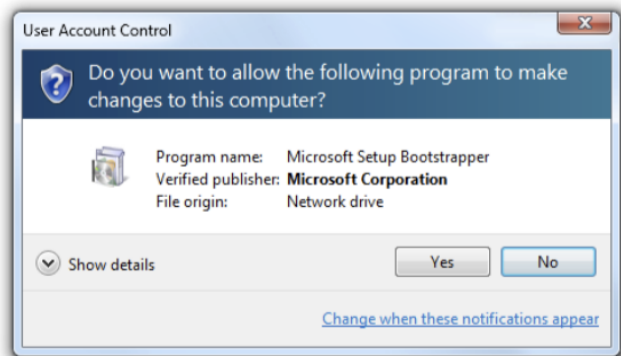 User Account Control
Do you want to allow the following program to make
changes to this computer?
Program name: Microsoft Setup Bootstrapper
Verified publisher: Microsoft Corporation
File origin: Network drive
Show details
Yes
No
Change when these notifications appear